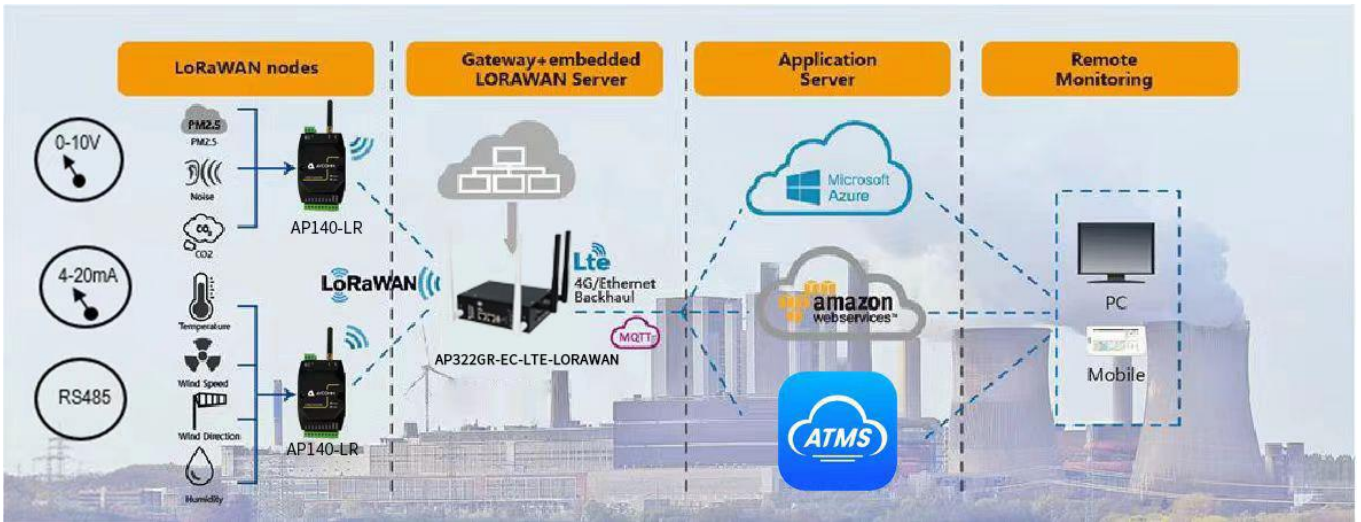 LoRaWAN nodes
Gateway+embedded
LORAWAN Server
Application
Server
Remote
Monitoring
0-10V
4-20mA
RS485
PM2.5
PM2.5
Noise
CO₂
CO2
Temperature
Wind Speed
Wind Direction
Humidity
AP140-LR
AP140-LR
LoRaWAN
Lte
4G/Ethernet
Backhaul
MQTT
AP322GR-EC-LTE-LORAWAN
Microsoft
Azure
amazon
webservices™
ATMS
PC
Mobile